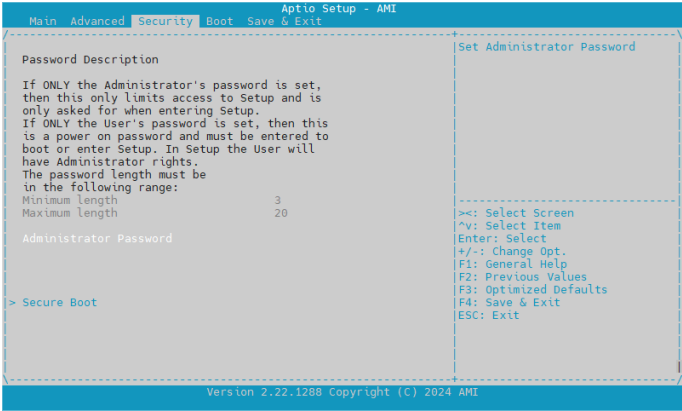 Aptio Setup - AMI
Main Advanced Security Boot Save & Exit
Password Description
If ONLY the Administrator's password is set,
then this only limits access to Setup and is
only asked for when entering Setup.
If ONLY the User's password is set, then this
is a power on password and must be entered to
boot or enter Setup. In Setup the User will
have Administrator rights.
The password length must be
in the following range:
Minimum length 3
Maximum length 20
Administrator Password
> Secure Boot
Set Administrator Password
><: Select Screen
^v: Select Item
Enter: Select
+/-: Change Opt.
F1: General Help
F2: Previous Values
F3: Optimized Defaults
F4: Save & Exit
ESC: Exit
Version 2.22.1288 Copyright (C) 2024 AMI